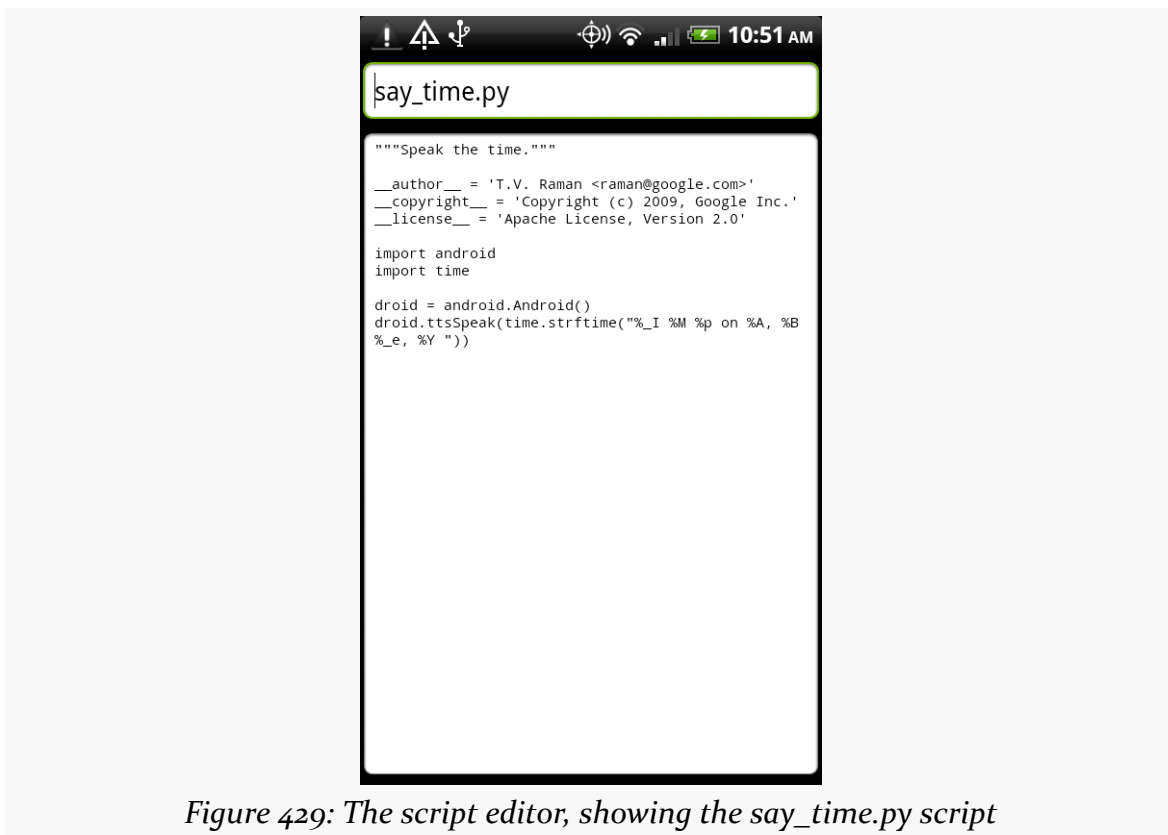 10:51 AM
say_time.py
"""Speak the time."""
__author__ = 'T.V. Raman <raman@google.com>'
__copyright__ = 'Copyright (c) 2009, Google Inc.'
__license__ = 'Apache License, Version 2.0'
import android
import time
droid = android.Android()
droid.ttsSpeak(time.strftime("%_I %M %p on %A, %B
%_e, %Y "))
Figure 429: The script editor, showing the say_time.py script